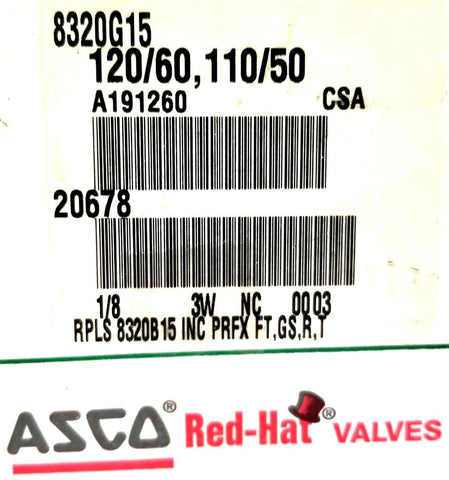 8320G15
120/60,110/50
A191260 CSA
20678
1/8 3W NC 0003
RPLS 8320B15 INC PRFX FT,GS,R,T
ASCO® Red-Hat® VALVES